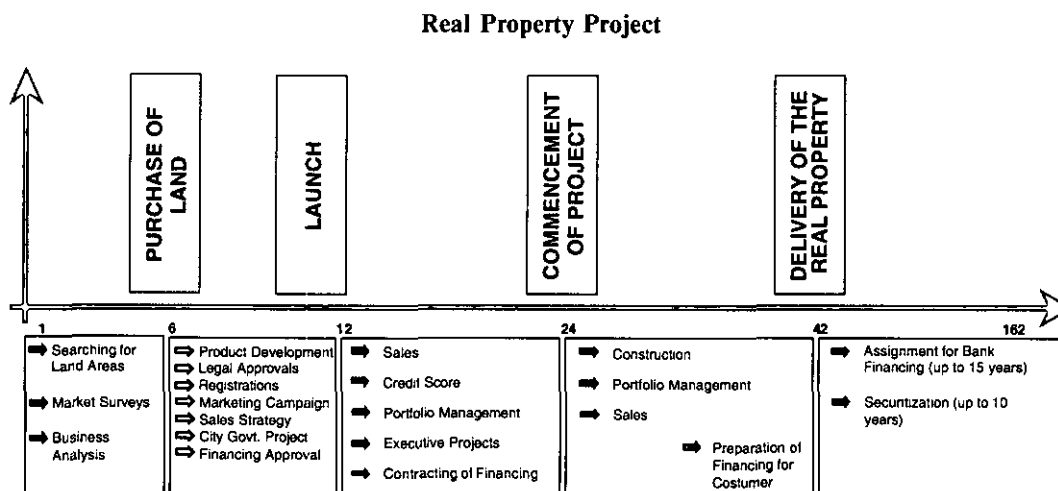 Real Property Project
PURCHASE OF
LAND
LAUNCH
COMMENCEMENT
OF PROJECT
DELIVERY OF THE
REAL PROPERTY
1
6
12
24
42
162
Searching for
Land Areas
Market Surveys
Business
Analysis
Product Development
Legal Approvals
Registrations
Marketing Campaign
Sales Strategy
City Govt. Project
Financing Approval
Sales
Credit Score
Portfolio Management
Executive Projects
Contracting of Financing
Construction
Portfolio Management
Sales
Preparation of
Financing for
Costumer
Assignment for Bank
Financing (up to 15 years)
Securitization (up to 10
years)